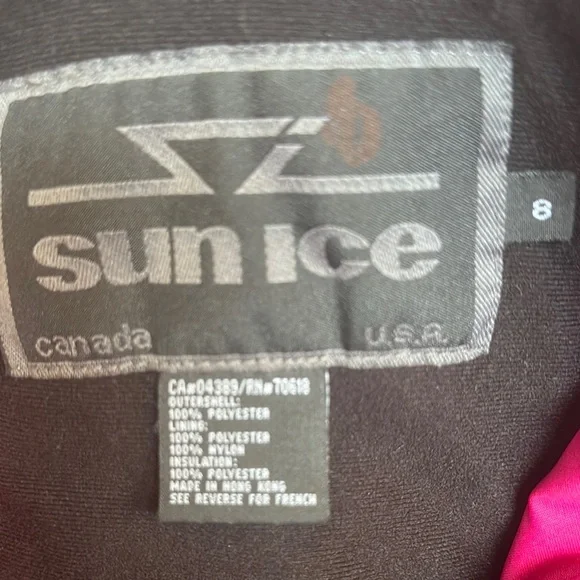 sun ice
canada u.s.a.
8
CA#04389/RN#70618
OUTERSHELL:
100% POLYESTER
LINING:
100% POLYESTER
100% NYLON
INSULATION:
100% POLYESTER
MADE IN HONG KONG
SEE REVERSE FOR FRENCH